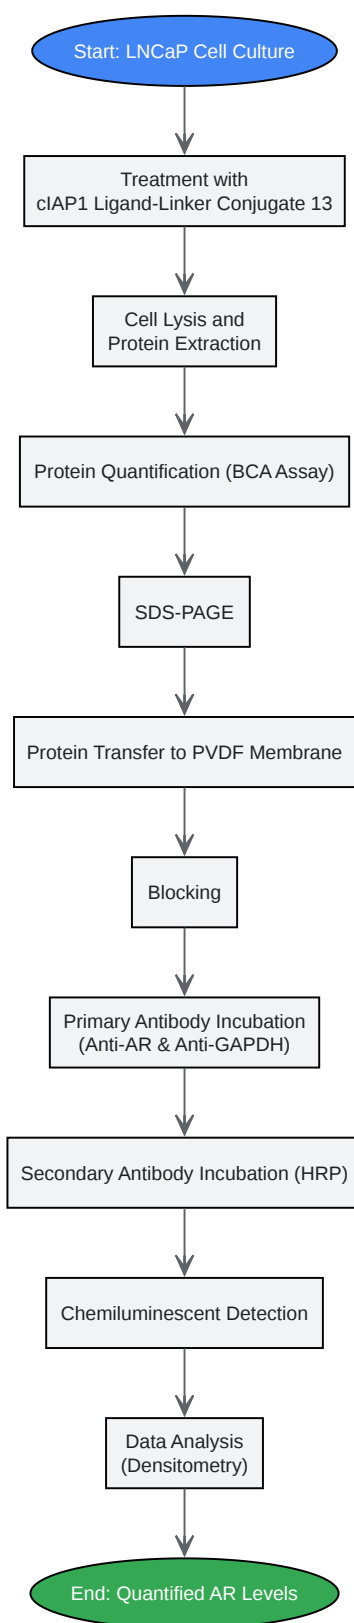 Start: LNCaP Cell Culture
Treatment with
cIAP1 Ligand-Linker Conjugate 13
Cell Lysis and
Protein Extraction
Protein Quantification (BCA Assay)
SDS-PAGE
Protein Transfer to PVDF Membrane
Blocking
Primary Antibody Incubation
(Anti-AR & Anti-GAPDH)
Secondary Antibody Incubation (HRP)
Chemiluminescent Detection
Data Analysis
(Densitometry)
End: Quantified AR Levels